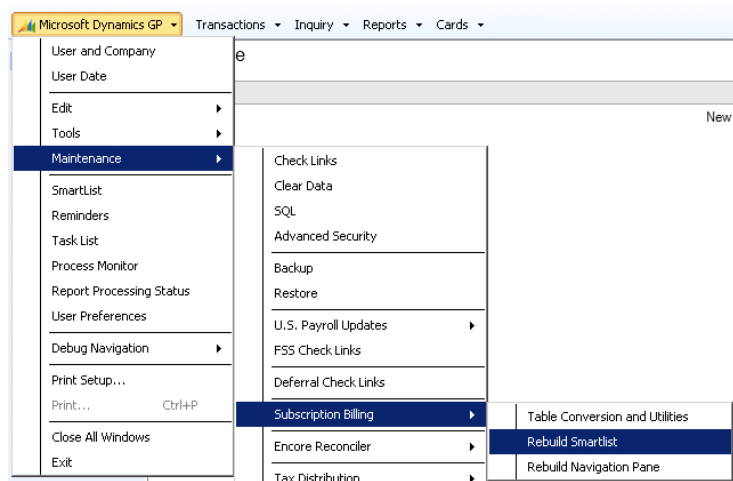 Microsoft Dynamics GP Transactions Inquiry Reports Cards
User and Company
e
User Date
Edit
New
Tools
Maintenance
Check Links
Clear Data
SmartList
SQL
Reminders
Advanced Security
Task List
Process Monitor
Backup
Report Processing Status
Restore
User Preferences
U.S. Payroll Updates
Debug Navigation
FSS Check Links
Print Setup...
Deferral Check Links
Print... Ctrl+P
Subscription Billing
Table Conversion and Utilities
Close All Windows
Encore Reconciler
Rebuild Smartlist
Exit
Tax Distribution
Rebuild Navigation Pane